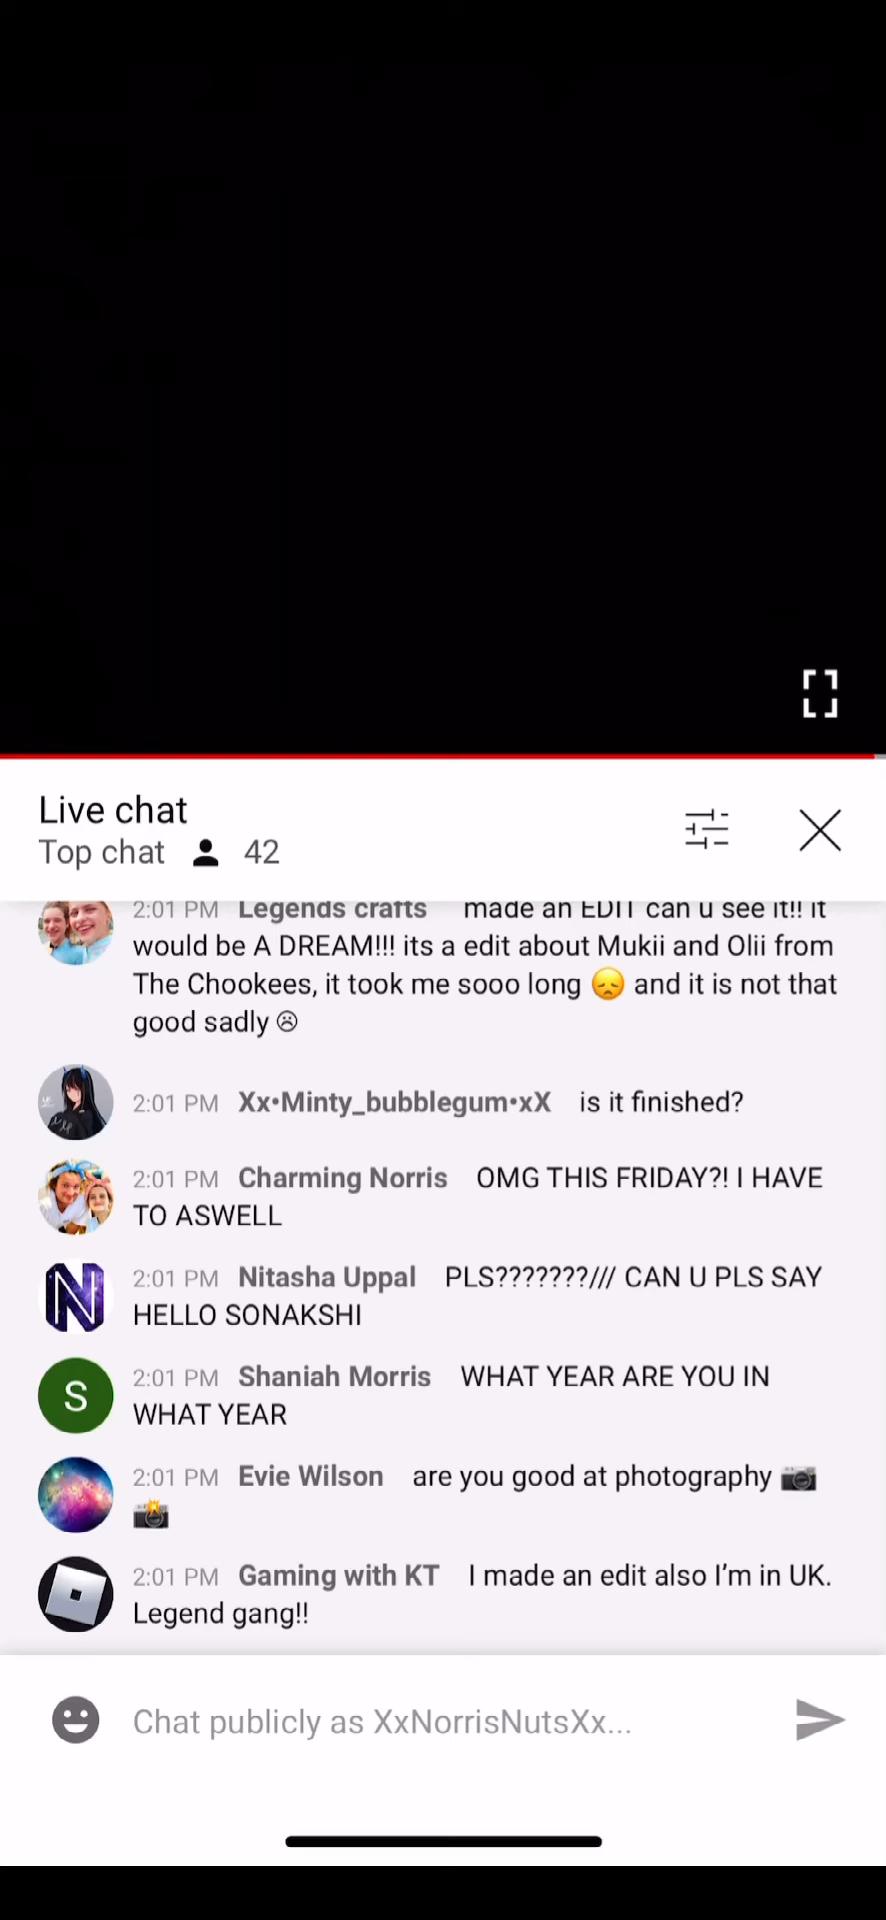 Live chat
Top chat 42
2:01 PM Legends crafts made an EDIT can u see it!! it
would be A DREAM!!! its a edit about Mukii and Olii from
The Chookees, it took me sooo long 😞 and it is not that
good sadly ☹
2:01 PM Xx•Minty_bubblegum•xX is it finished?
2:01 PM Charming Norris OMG THIS FRIDAY?! I HAVE
TO ASWELL
N
2:01 PM Nitasha Uppal PLS???????/// CAN U PLS SAY
HELLO SONAKSHI
S
2:01 PM Shaniah Morris WHAT YEAR ARE YOU IN
WHAT YEAR
2:01 PM Evie Wilson are you good at photography 📷
📸
2:01 PM Gaming with KT I made an edit also I’m in UK.
Legend gang!!
Chat publicly as XxNorrisNutsXx...